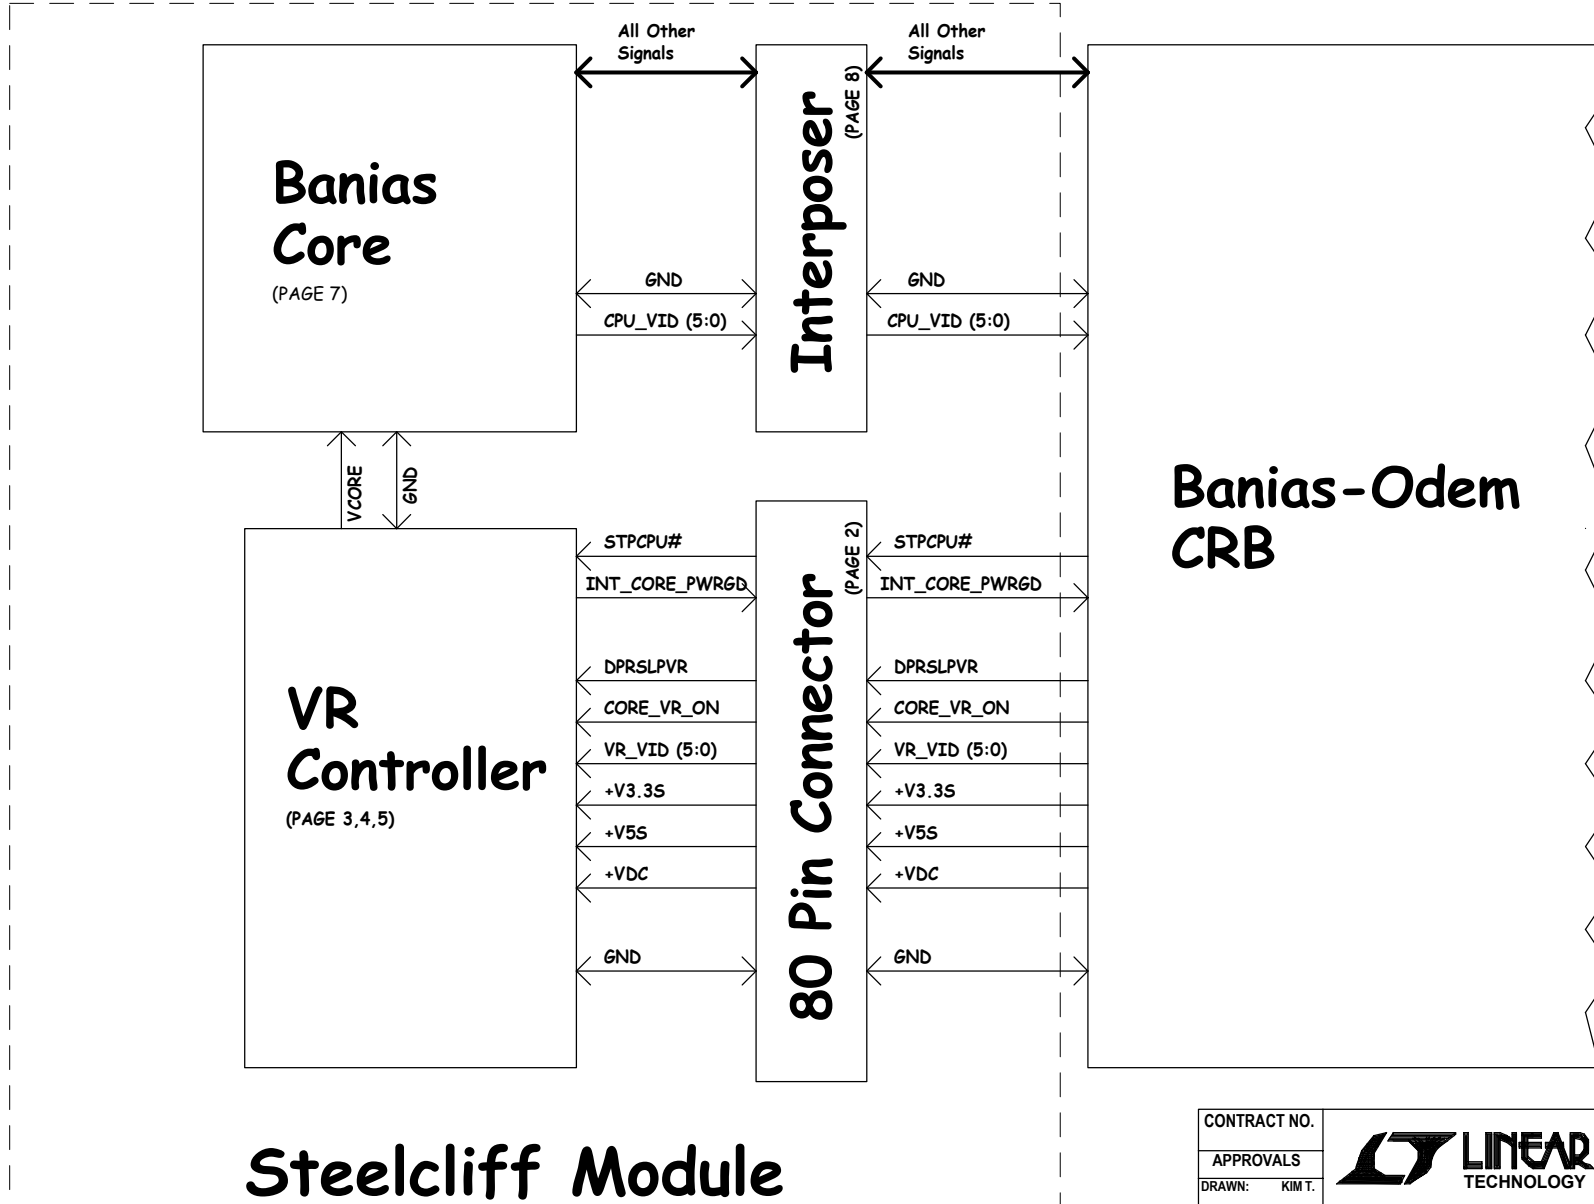 All Other
Signals
All Other
Signals
Banias
Core
(PAGE 7)
Interposer
(PAGE 8)
GND
GND
CPU_VID (5:0)
CPU_VID (5:0)
VCORE
GND
Banias-Odem
CRB
VR
Controller
(PAGE 3,4,5)
80 Pin Connector
(PAGE 2)
STPCPU#
STPCPU#
INT_CORE_PWRGD
INT_CORE_PWRGD
DPRSLPVR
DPRSLPVR
CORE_VR_ON
CORE_VR_ON
VR_VID (5:0)
VR_VID (5:0)
+V3.3S
+V3.3S
+V5S
+V5S
+VDC
+VDC
GND
GND
Steelcliff Module
CONTRACT NO.
APPROVALS
DRAWN: KIM T.
LINEAR
TECHNOLOGY